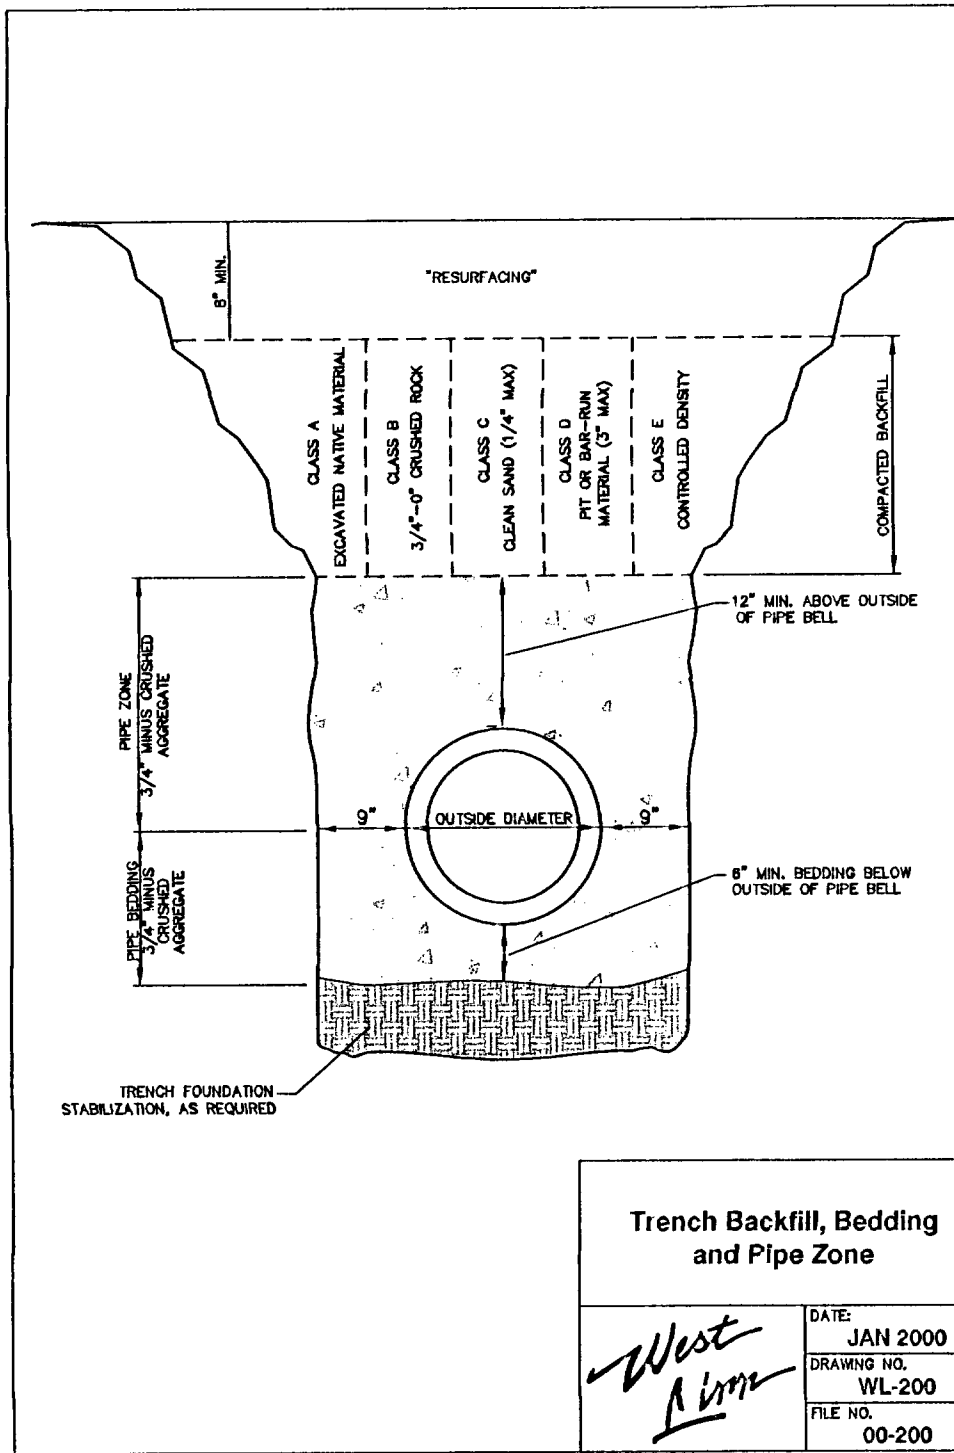 "RESURFACING"
8" MIN.
CLASS A
EXCAVATED NATIVE MATERIAL
CLASS B
3/4"-0" CRUSHED ROCK
CLASS C
CLEAN SAND (1/4" MAX)
CLASS D
PIT OR BAR-RUN
MATERIAL (3" MAX)
CLASS E
CONTROLLED DENSITY
COMPACTED BACKFILL
12" MIN. ABOVE OUTSIDE
OF PIPE BELL
PIPE ZONE
3/4" MINUS CRUSHED
AGGREGATE
9"
OUTSIDE DIAMETER
9"
PIPE BEDDING
3/4" MINUS
CRUSHED
AGGREGATE
6" MIN. BEDDING BELOW
OUTSIDE OF PIPE BELL
TRENCH FOUNDATION
STABILIZATION, AS REQUIRED
Trench Backfill, Bedding
and Pipe Zone
West
Linn
DATE:
JAN 2000
DRAWING NO.
WL-200
FILE NO.
00-200